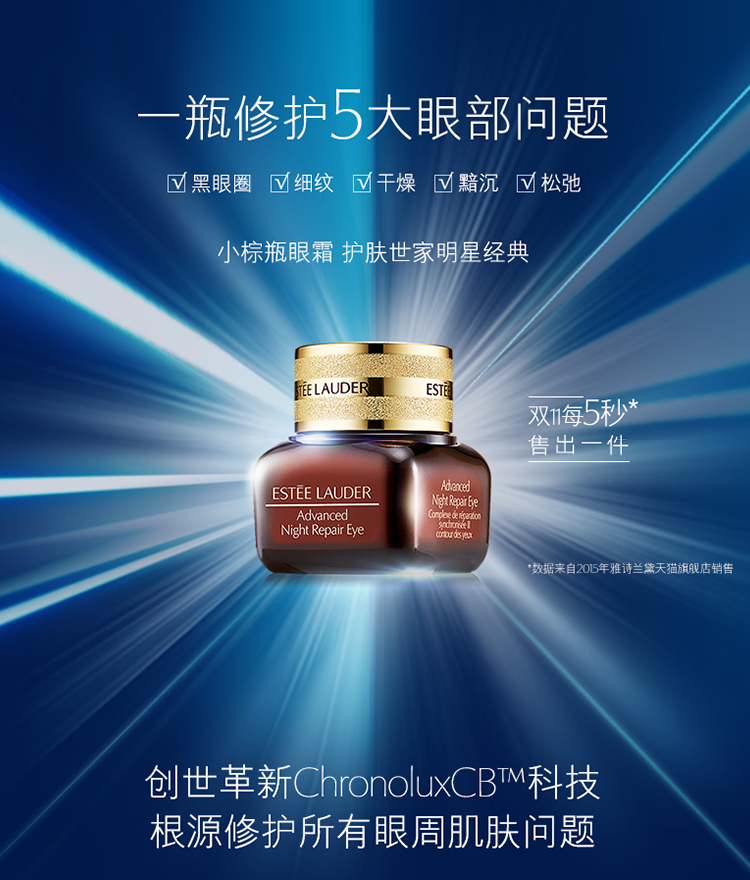 一瓶修护5大眼部问题
黑眼圈 细纹 干燥 黯沉 松弛
小棕瓶眼霜 护肤世家明星经典
TĒE LAUDER ESTĒ
双11每5秒*
售出一件
ESTĒE LAUDER
Advanced
Night Repair Eye
Advanced
Night Repair Eye
Complexe de réparation
synchronisée II
contour des yeux
*数据来自2015年雅诗兰黛天猫旗舰店销售
创世革新ChronoluxCB™科技
根源修护所有眼周肌肤问题